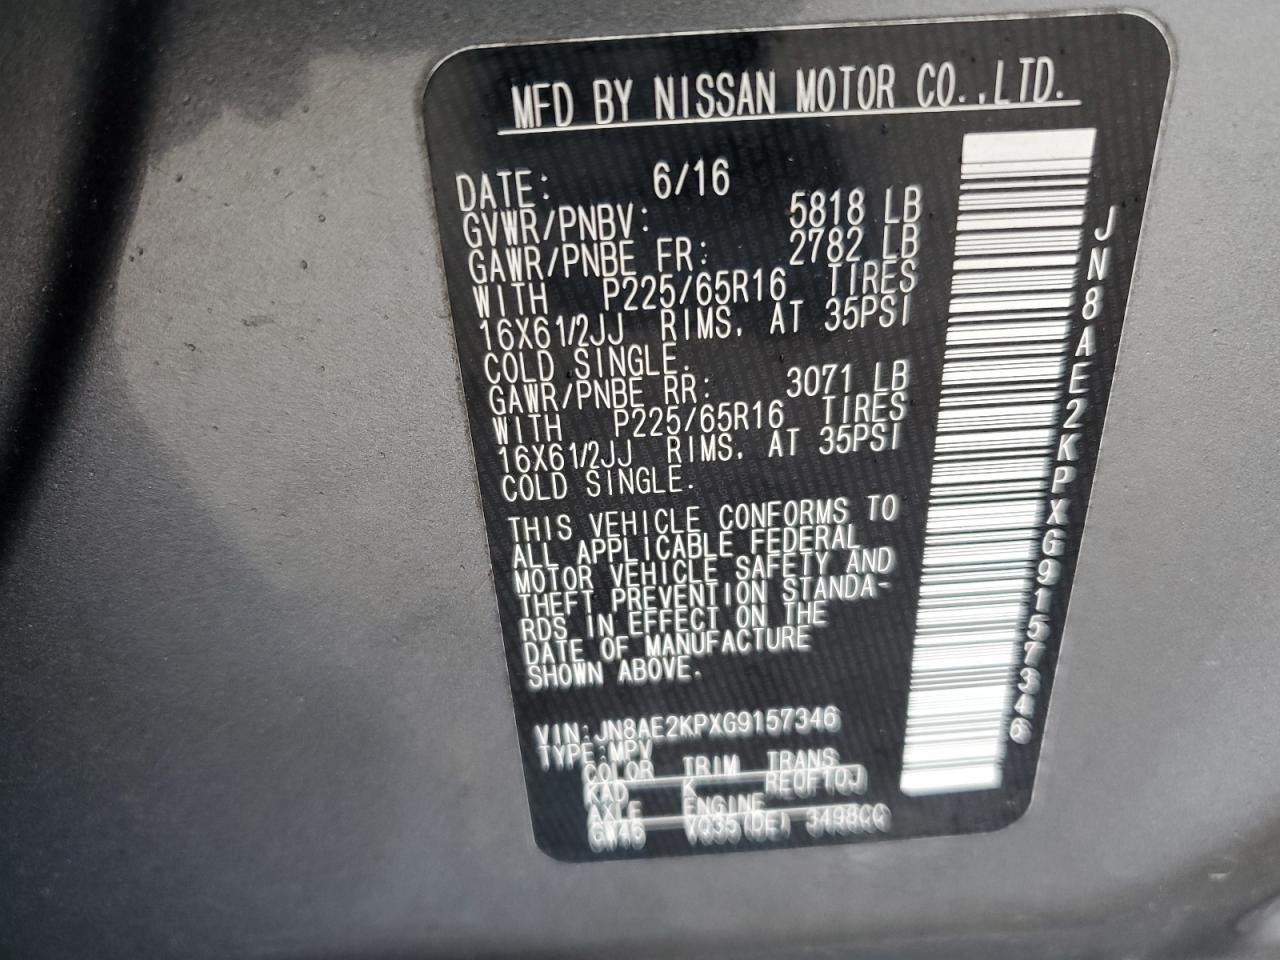 MFD BY NISSAN MOTOR CO.,LTD.
DATE: 6/16
GVWR/PNBV: 5818 LB
GAWR/PNBE FR: 2782 LB
WITH P225/65R16 TIRES
16X61/2JJ RIMS, AT 35PSI
COLD SINGLE.
GAWR/PNBE RR: 3071 LB
WITH P225/65R16 TIRES
16X61/2JJ RIMS, AT 35PSI
COLD SINGLE.
THIS VEHICLE CONFORMS TO
ALL APPLICABLE FEDERAL
MOTOR VEHICLE SAFETY AND
THEFT PREVENTION STANDA-
RDS IN EFFECT ON THE
DATE OF MANUFACTURE
SHOWN ABOVE.
VIN:JN8AE2KPXG9157346
TYPE:MPV
COLOR TRIM TRANS
KAD K RE0F10J
AXLE ENGINE
GW46 VQ35(DE) 3498CC
JN8AE2KPXG9157346